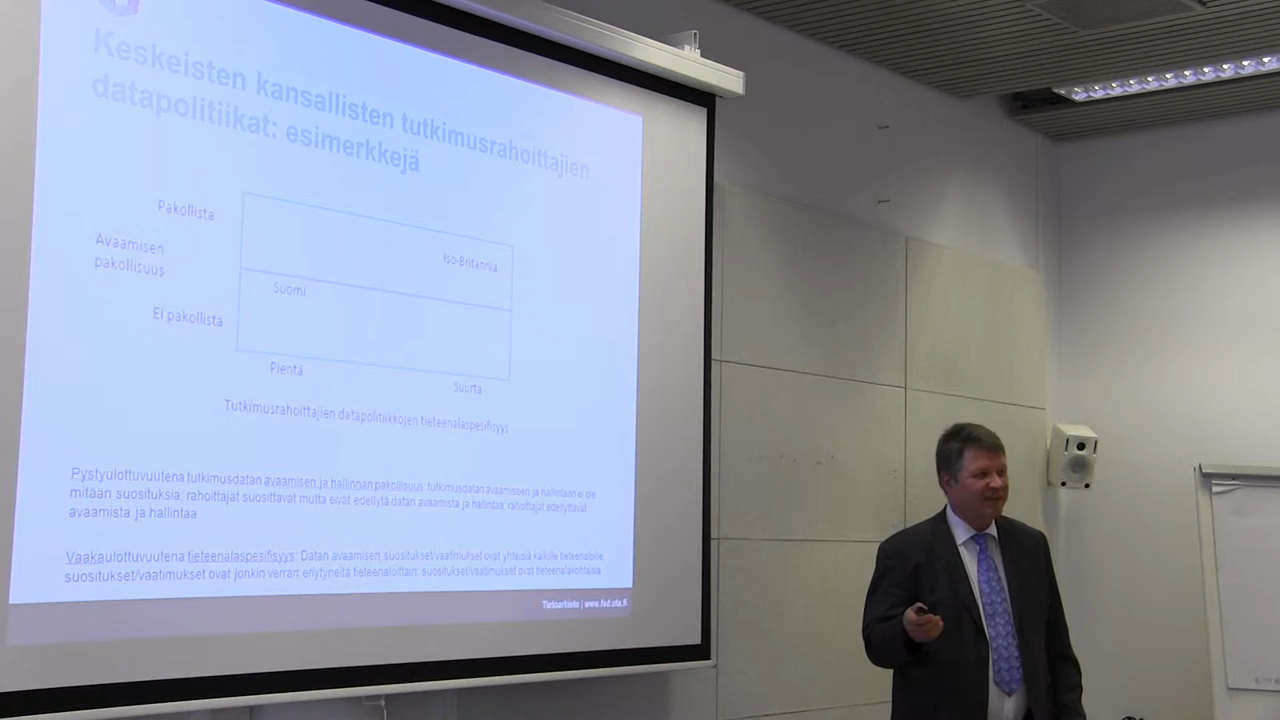 Keskeisten kansallisten tutkimusrahoittajien
datapolitiikat: esimerkkejä
Pakollista
Avaamisen
pakollisuus
Iso-Britannia
Suomi
Ei pakollista
Pientä
Suurta
Tutkimusrahoittajien datapolitiikkojen tieteenalaspesifisyys
Pystyulottuvuutena tutkimusdatan avaamisen ja hallinnan pakollisuus: tutkimusdatan avaamiseen ja hallintaan ei ole
mitään suosituksia; rahoittajat suosittavat mutta eivät edellytä datan avaamista ja hallintaa; rahoittajat edellyttävät
avaamista ja hallintaa
Vaakaulottuvuutena tieteenalaspesifisyys: Datan avaamisen suositukset/vaatimukset ovat yhteisiä kaikille tieteenaloille;
suositukset/vaatimukset ovat jonkin verran eriytyneitä tieteenaloittain; suositukset/vaatimukset ovat tieteenalakohtaisia
Tietoarkisto | www.fsd.uta.fi